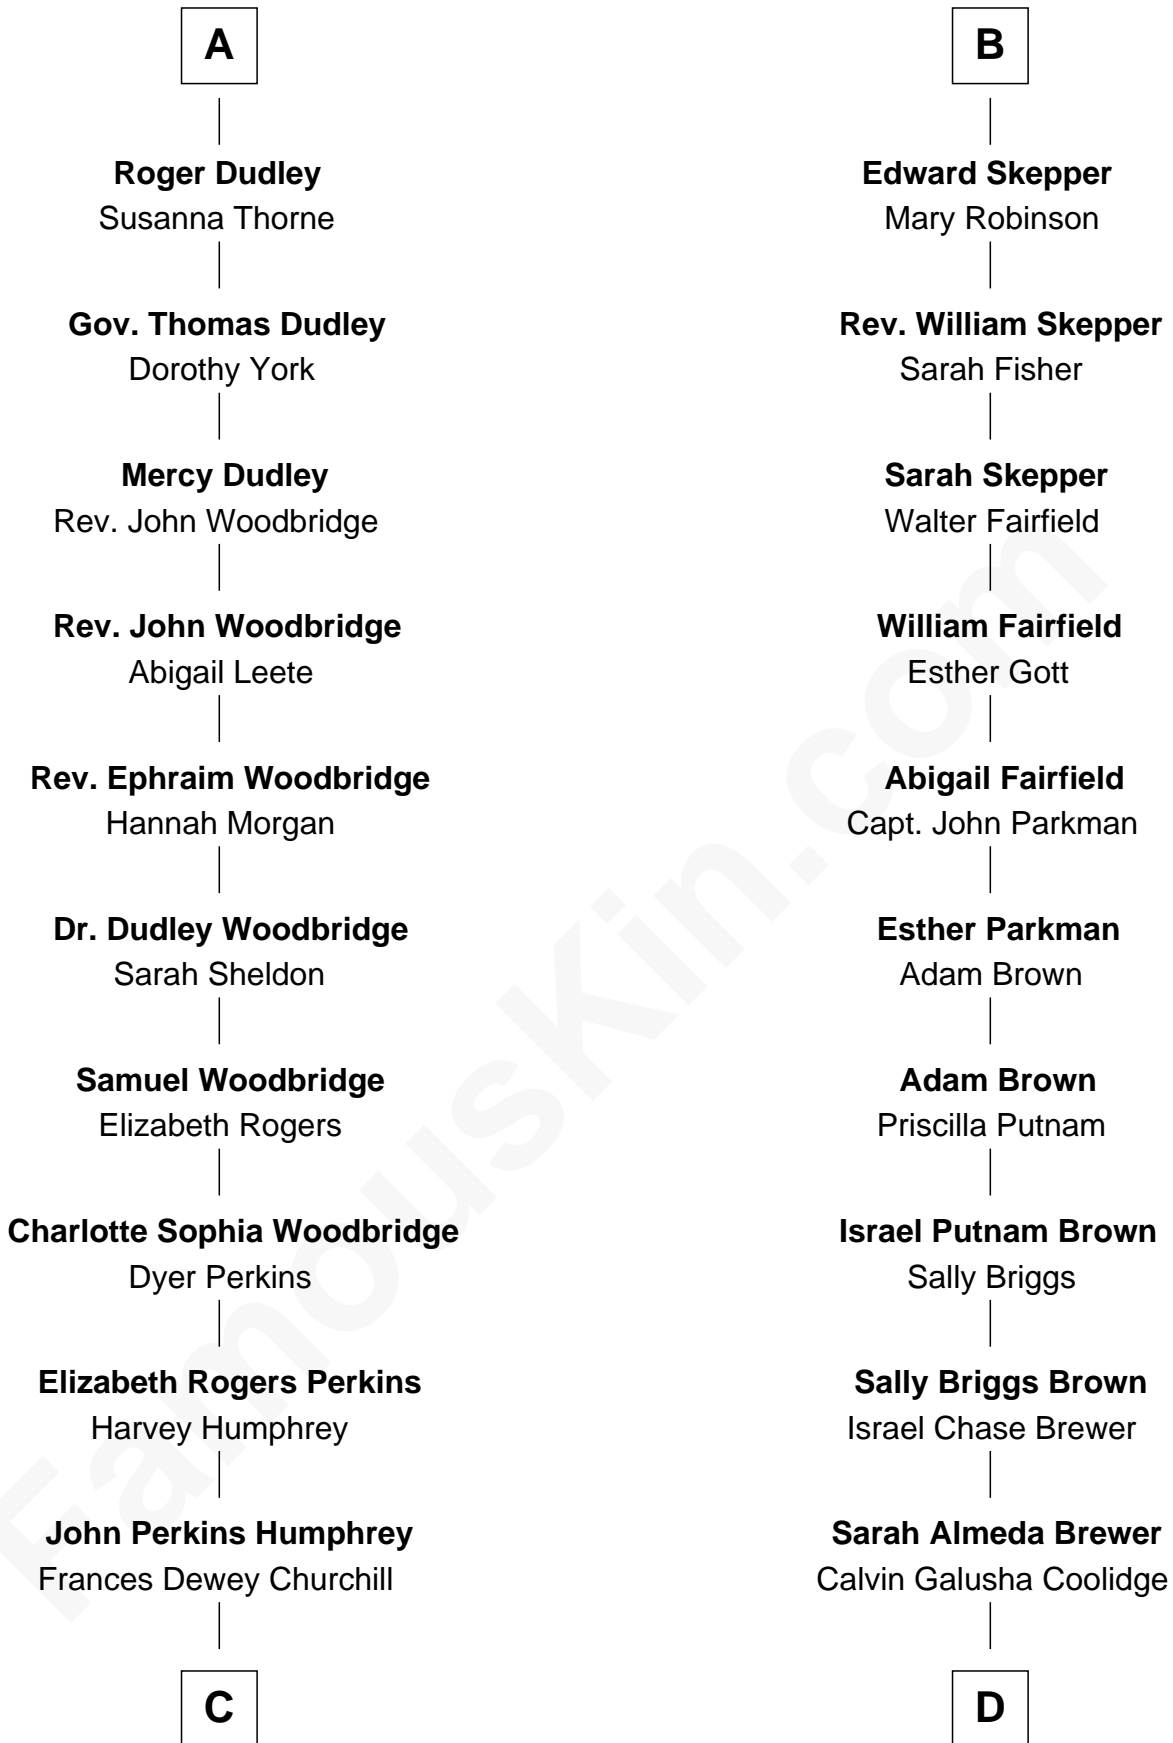 A
Roger Dudley
Susanna Thorne
Gov. Thomas Dudley
Dorothy York
Mercy Dudley
Rev. John Woodbridge
Rev. John Woodbridge
Abigail Leete
Rev. Ephraim Woodbridge
Hannah Morgan
Dr. Dudley Woodbridge
Sarah Sheldon
Samuel Woodbridge
Elizabeth Rogers
Charlotte Sophia Woodbridge
Dyer Perkins
Elizabeth Rogers Perkins
Harvey Humphrey
John Perkins Humphrey
Frances Dewey Churchill
C
B
Edward Skepper
Mary Robinson
Rev. William Skepper
Sarah Fisher
Sarah Skepper
Walter Fairfield
William Fairfield
Esther Gott
Abigail Fairfield
Capt. John Parkman
Esther Parkman
Adam Brown
Adam Brown
Priscilla Putnam
Israel Putnam Brown
Sally Briggs
Sally Briggs Brown
Israel Chase Brewer
Sarah Almeda Brewer
Calvin Galusha Coolidge
D
FamousKin.com